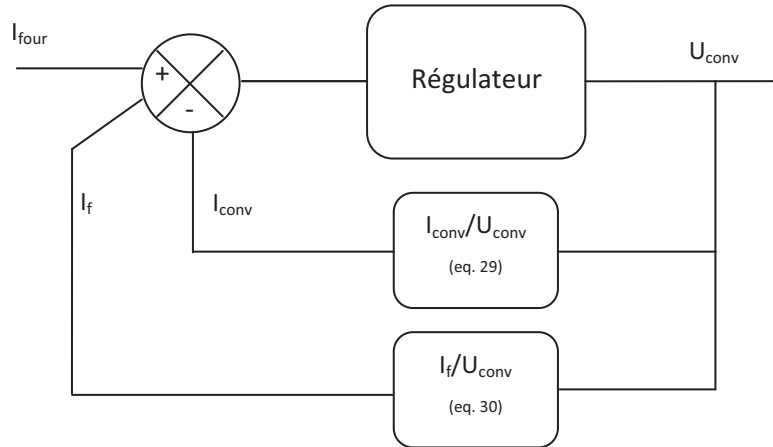 I_four
+
-
Régulateur
U_conv
I_f
I_conv
I_conv/U_conv
(eq. 29)
I_f/U_conv
(eq. 30)